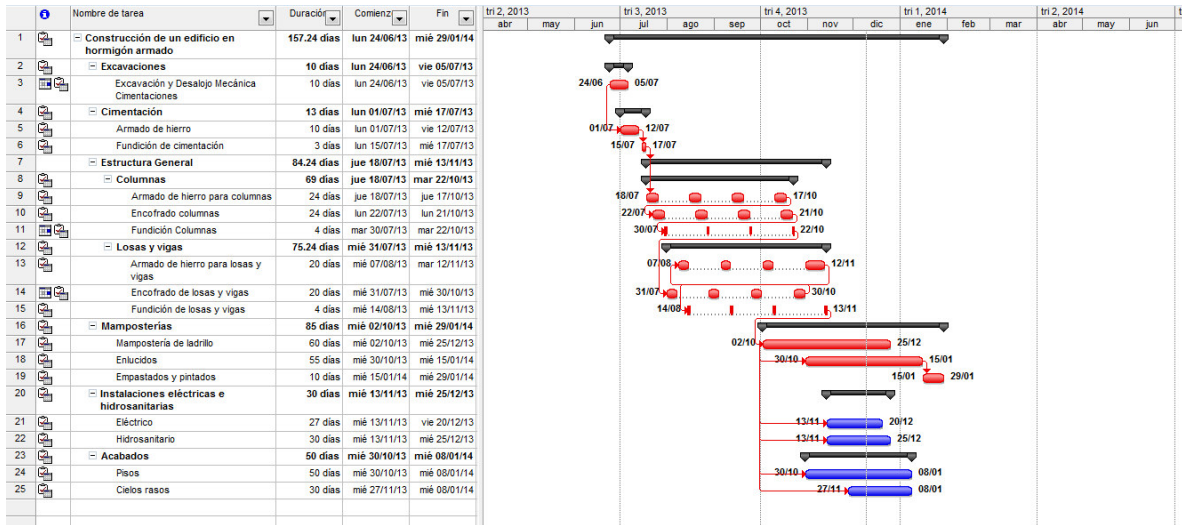 Nombre de tarea Duración Comienz Fin tri 2, 2013 tri 3, 2013 tri 4, 2013 tri 1, 2014 tri 2, 2014
abr may jun jul ago sep oct nov dic ene feb mar abr may jun
1 Construcción de un edificio en hormigón armado 157.24 días lun 24/06/13 mié 29/01/14
2 Excavaciones 10 días lun 24/06/13 vie 05/07/13
3 Excavación y Desalojo Mecánica Cimentaciones 10 días lun 24/06/13 vie 05/07/13 24/06 05/07
4 Cimentación 13 días lun 01/07/13 mié 17/07/13
5 Armado de hierro 10 días lun 01/07/13 vie 12/07/13 01/07 12/07
6 Fundición de cimentación 3 días lun 15/07/13 mié 17/07/13 15/07 17/07
7 Estructura General 84.24 días jue 18/07/13 mié 13/11/13
8 Columnas 69 días jue 18/07/13 mar 22/10/13
9 Armado de hierro para columnas 24 días jue 18/07/13 jue 17/10/13 18/07 17/10
10 Encofrado columnas 24 días lun 22/07/13 lun 21/10/13 22/07 21/10
11 Fundición Columnas 4 días mar 30/07/13 mar 22/10/13 30/07 22/10
12 Losas y vigas 75.24 días mié 31/07/13 mié 13/11/13
13 Armado de hierro para losas y vigas 20 días mié 07/08/13 mar 12/11/13 07/08 12/11
14 Encofrado de losas y vigas 20 días mié 31/07/13 mié 30/10/13 31/07 30/10
15 Fundición de losas y vigas 4 días mié 14/08/13 mié 13/11/13 14/08 13/11
16 Mamposterías 85 días mié 02/10/13 mié 29/01/14
17 Mampostería de ladrillo 60 días mié 02/10/13 mié 25/12/13 02/10 25/12
18 Enlucidos 55 días mié 30/10/13 mié 15/01/14 30/10 15/01
19 Empastados y pintados 10 días mié 15/01/14 mié 29/01/14 15/01 29/01
20 Instalaciones eléctricas e hidrosanitarias 30 días mié 13/11/13 mié 25/12/13
21 Eléctrico 27 días mié 13/11/13 vie 20/12/13 13/11 20/12
22 Hidrosanitario 30 días mié 13/11/13 mié 25/12/13 13/11 25/12
23 Acabados 50 días mié 30/10/13 mié 08/01/14
24 Pisos 50 días mié 30/10/13 mié 08/01/14 30/10 08/01
25 Cielos rasos 30 días mié 27/11/13 mié 08/01/14 27/11 08/01